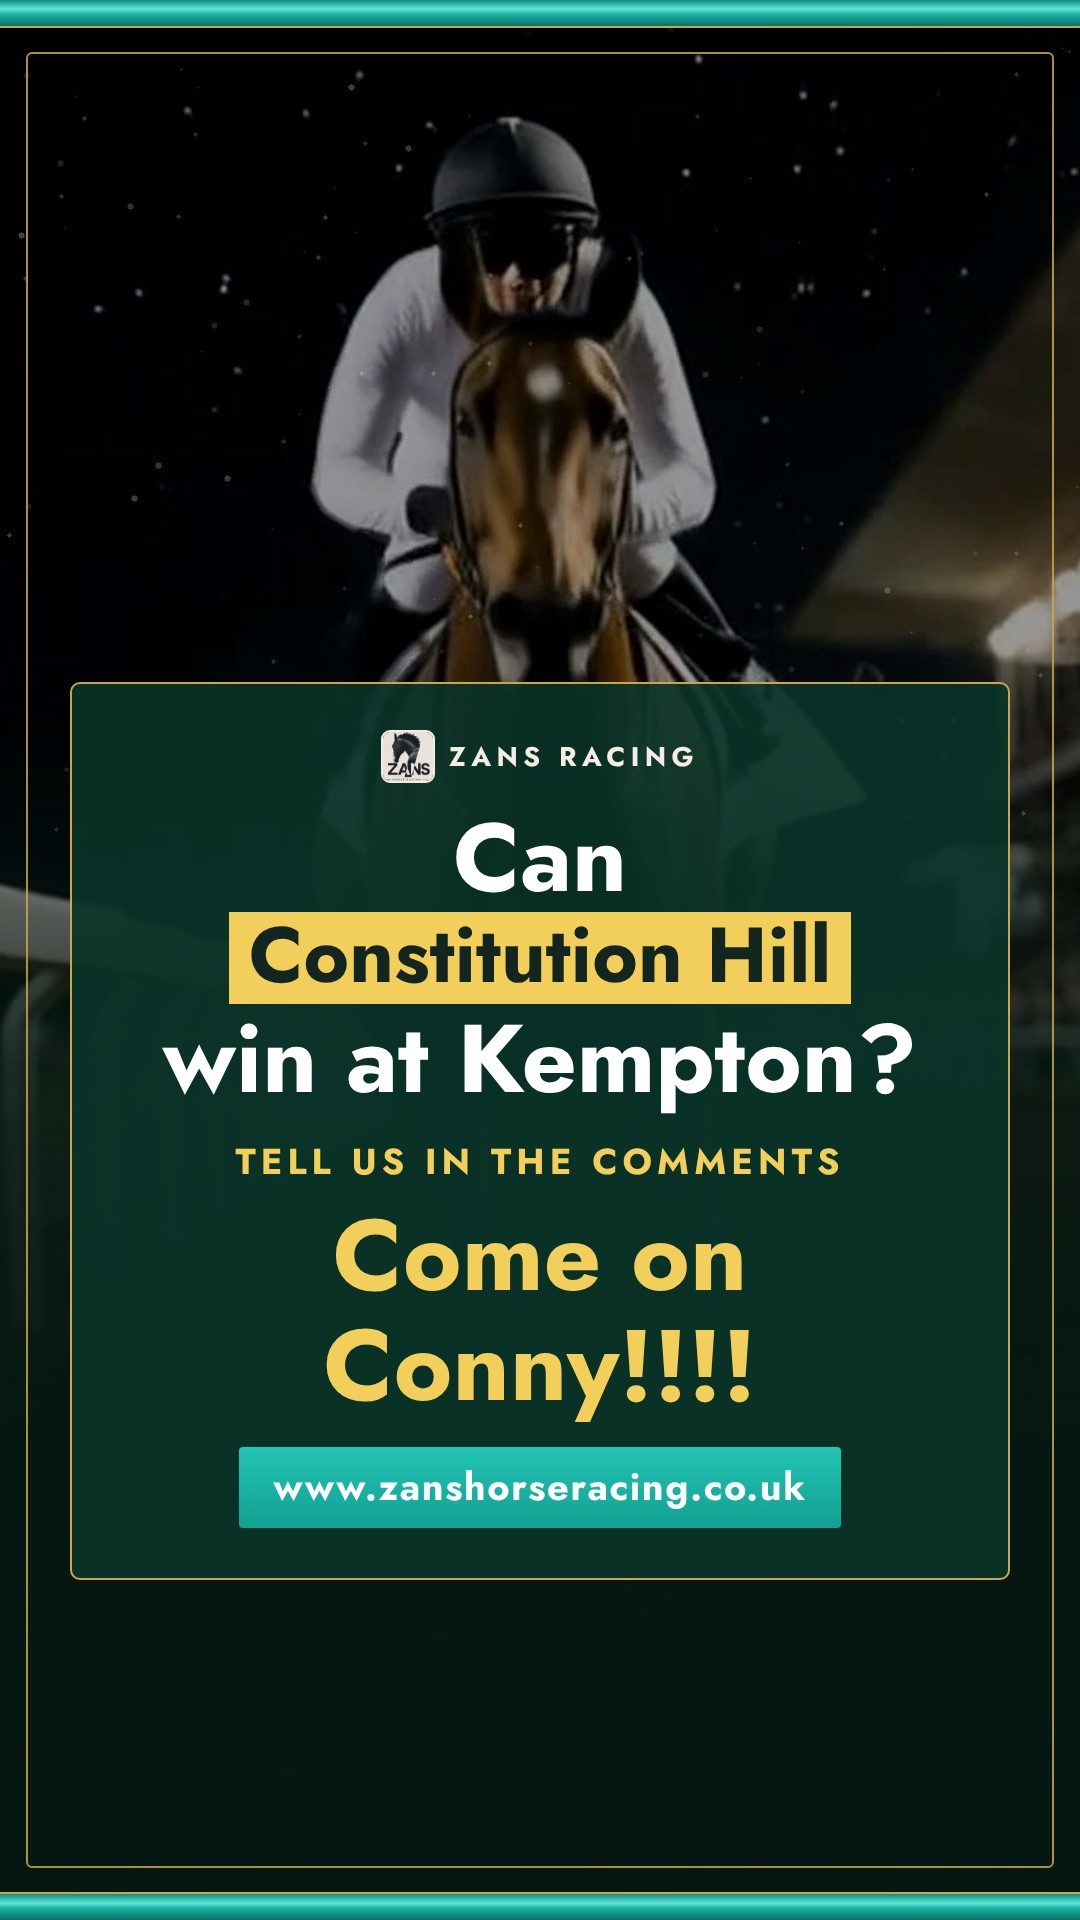 ZANS
ZANS RACING
Can
Constitution Hill
win at Kempton?
TELL US IN THE COMMENTS
Come on
Conny!!!!
www.zanshorseracing.co.uk